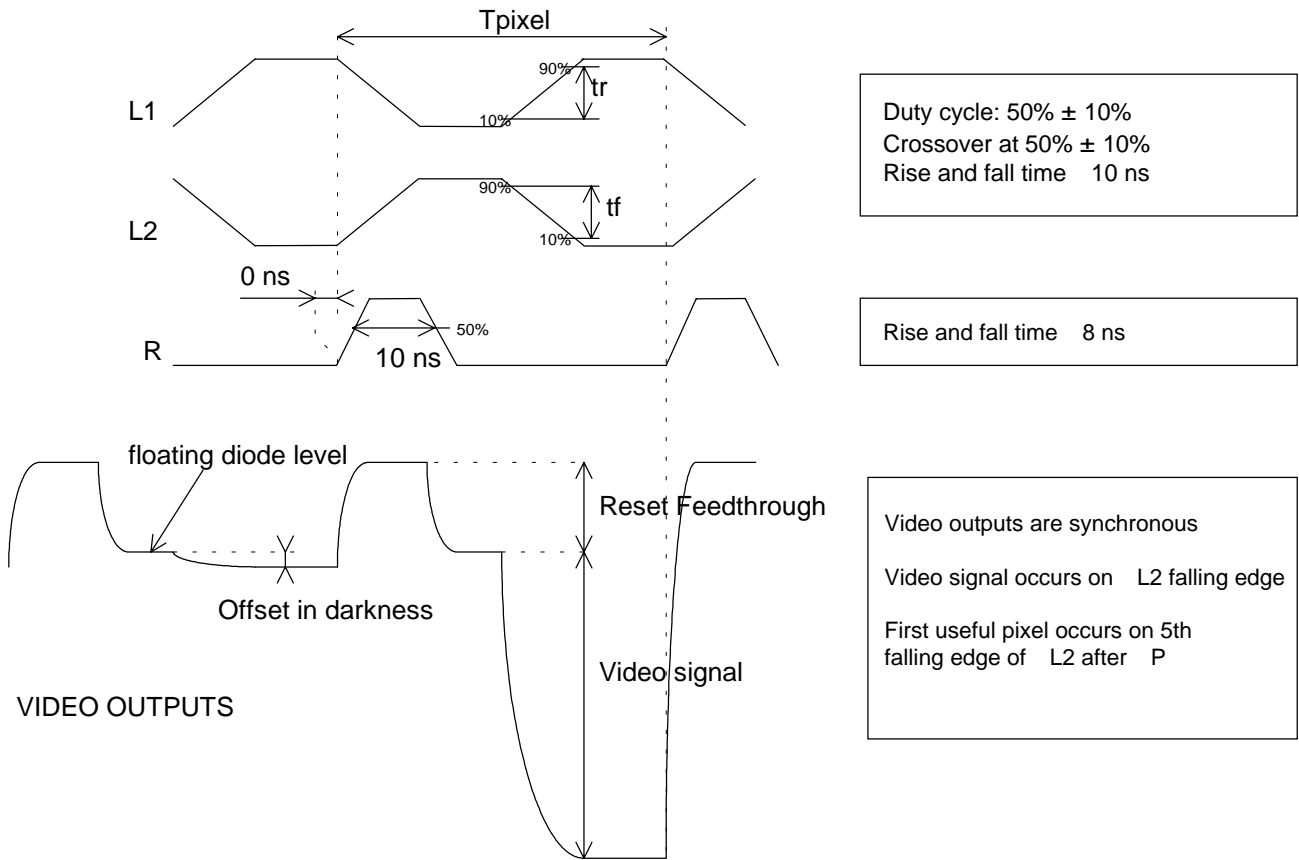 Tpixel
90%
tr
L1
10%
Duty cycle: 50% ± 10%
Crossover at 50% ± 10%
Rise and fall time 10 ns
90%
tf
L2
10%
0 ns
50%
R
10 ns
Rise and fall time 8 ns
floating diode level
Reset Feedthrough
Offset in darkness
Video signal
VIDEO OUTPUTS
Video outputs are synchronous
Video signal occurs on L2 falling edge
First useful pixel occurs on 5th
falling edge of L2 after P